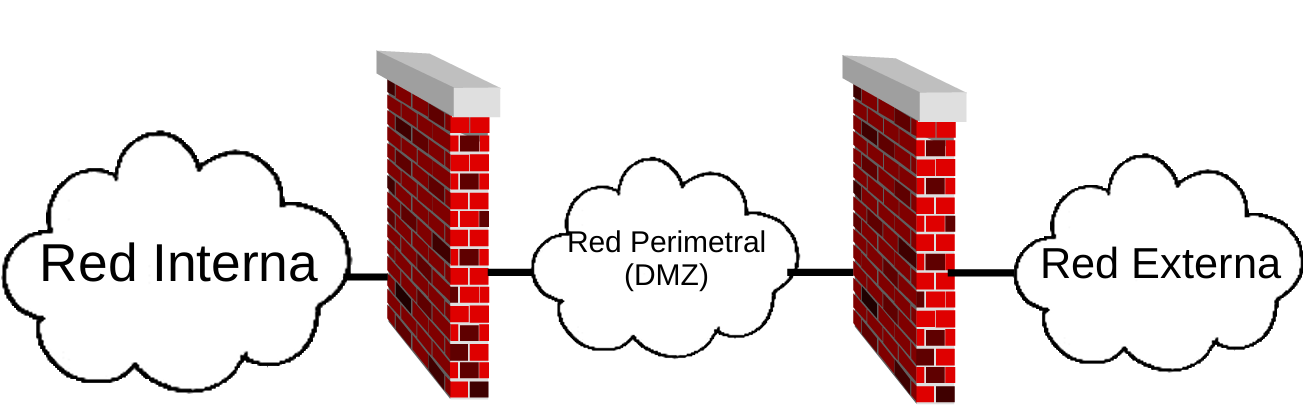 Red Interna
Red Perimetral
(DMZ)
Red Externa